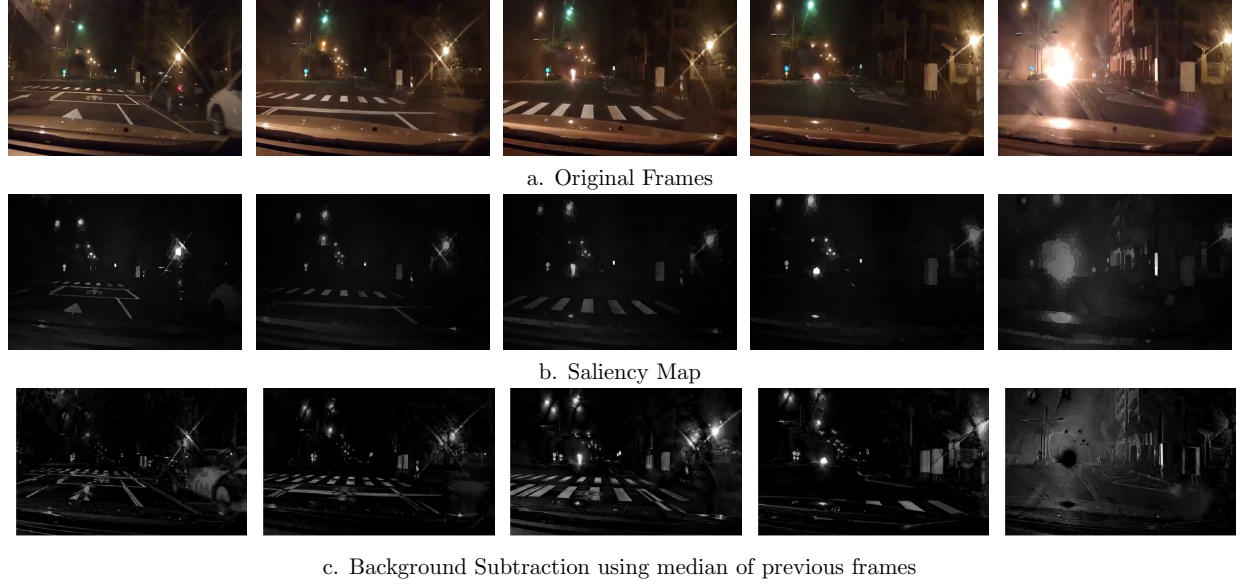 a. Original Frames
b. Saliency Map
c. Background Subtraction using median of previous frames